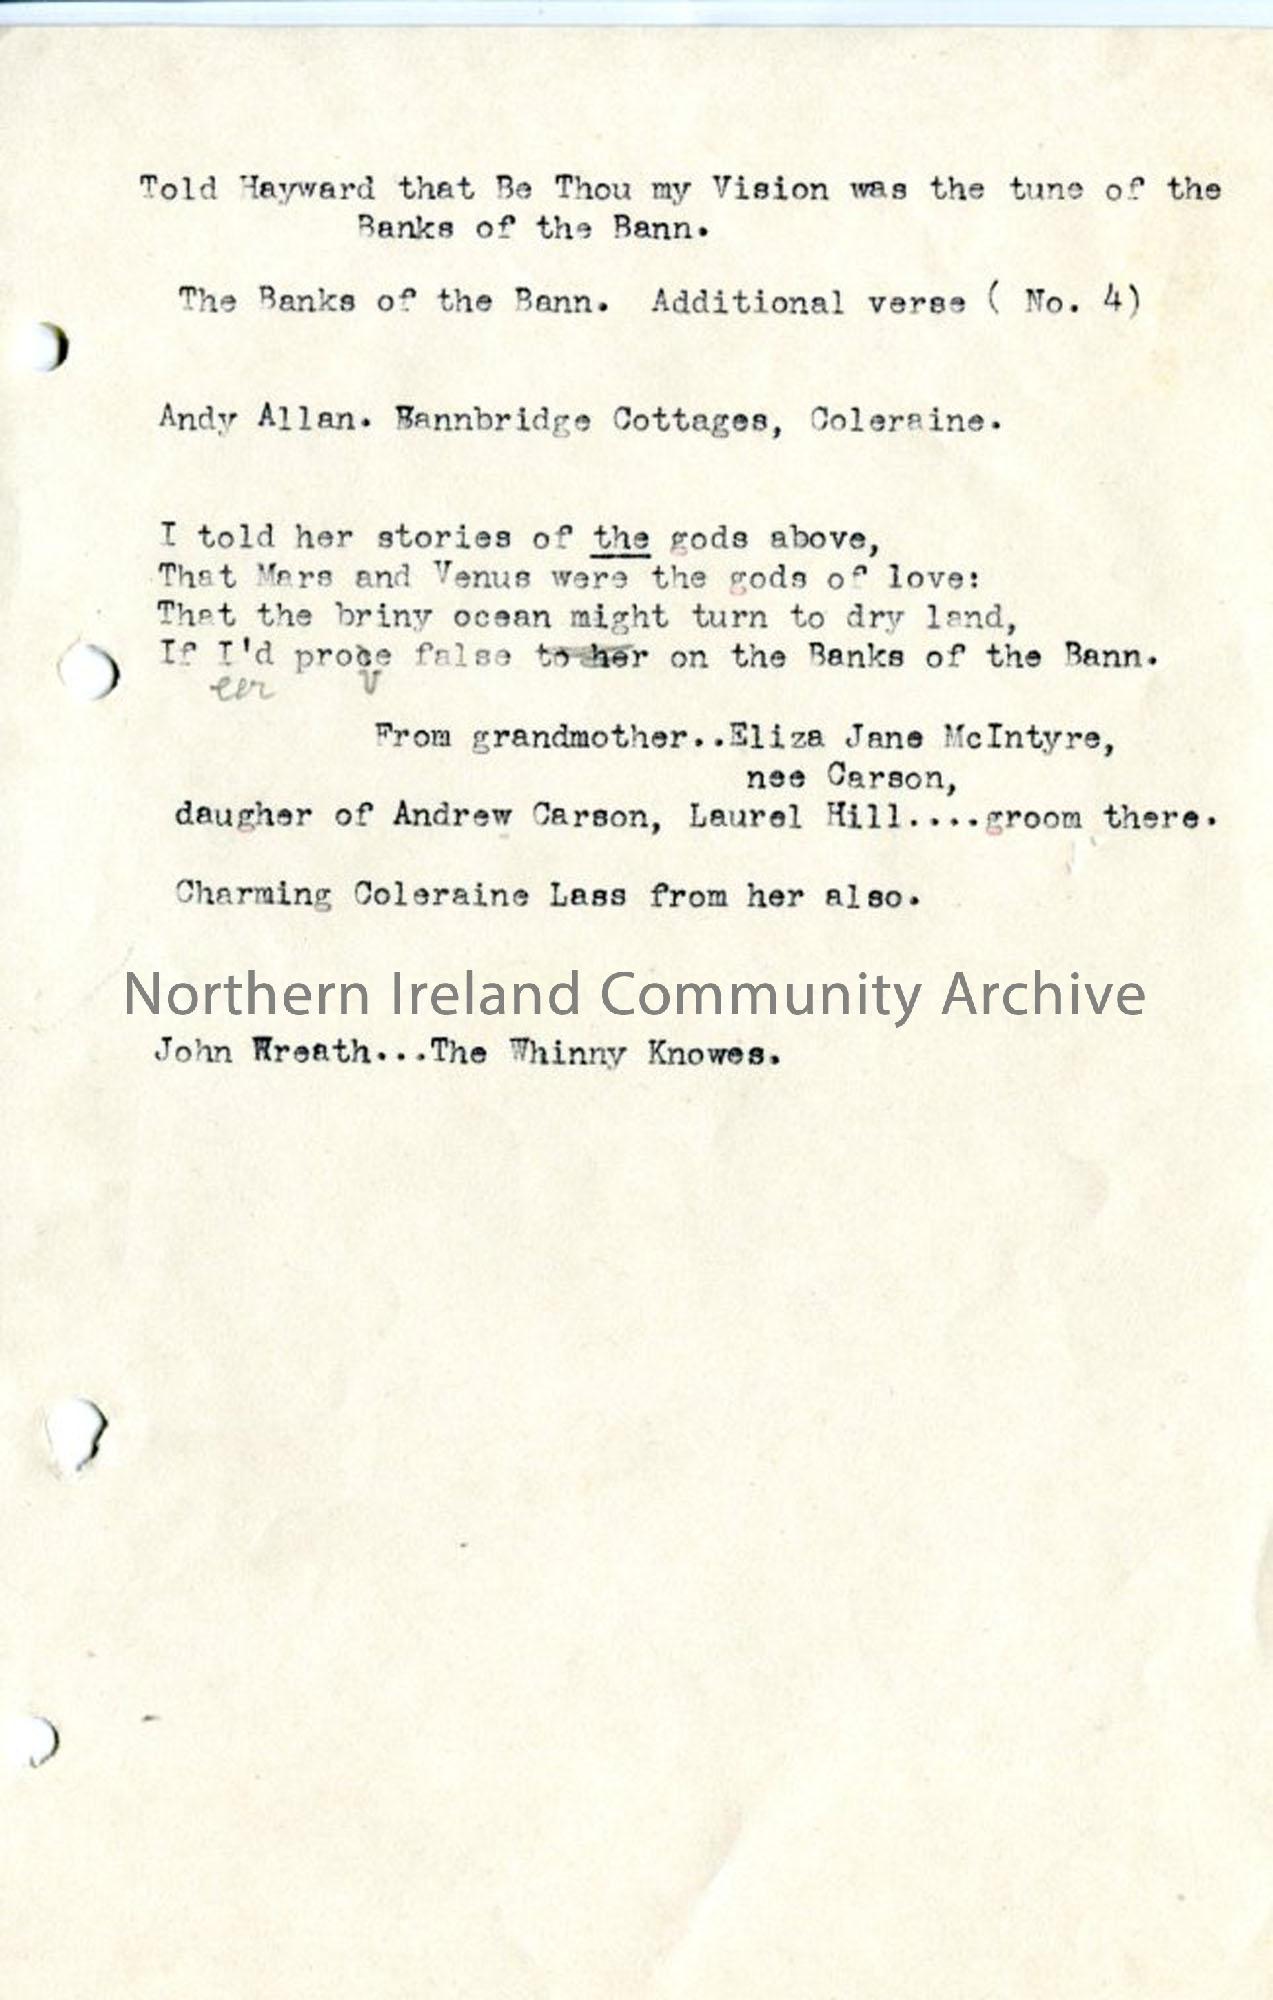 Told Hayward that Be Thou my Vision was the tune of the
Banks of the Bann.
The Banks of the Bann. Additional verse ( No. 4)
Andy Allan. Bannbridge Cottages, Coleraine.
I told her stories of the gods above,
That Mars and Venus were the gods of love:
That the briny ocean might turn to dry land,
If I'd proce false to her on the Banks of the Bann.
eer v
From grandmother..Eliza Jane McIntyre,
nee Carson,
daugher of Andrew Carson, Laurel Hill....groom there.
Charming Coleraine Lass from her also.
Northern Ireland Community Archive
John Wreath...The Whinny Knowes.